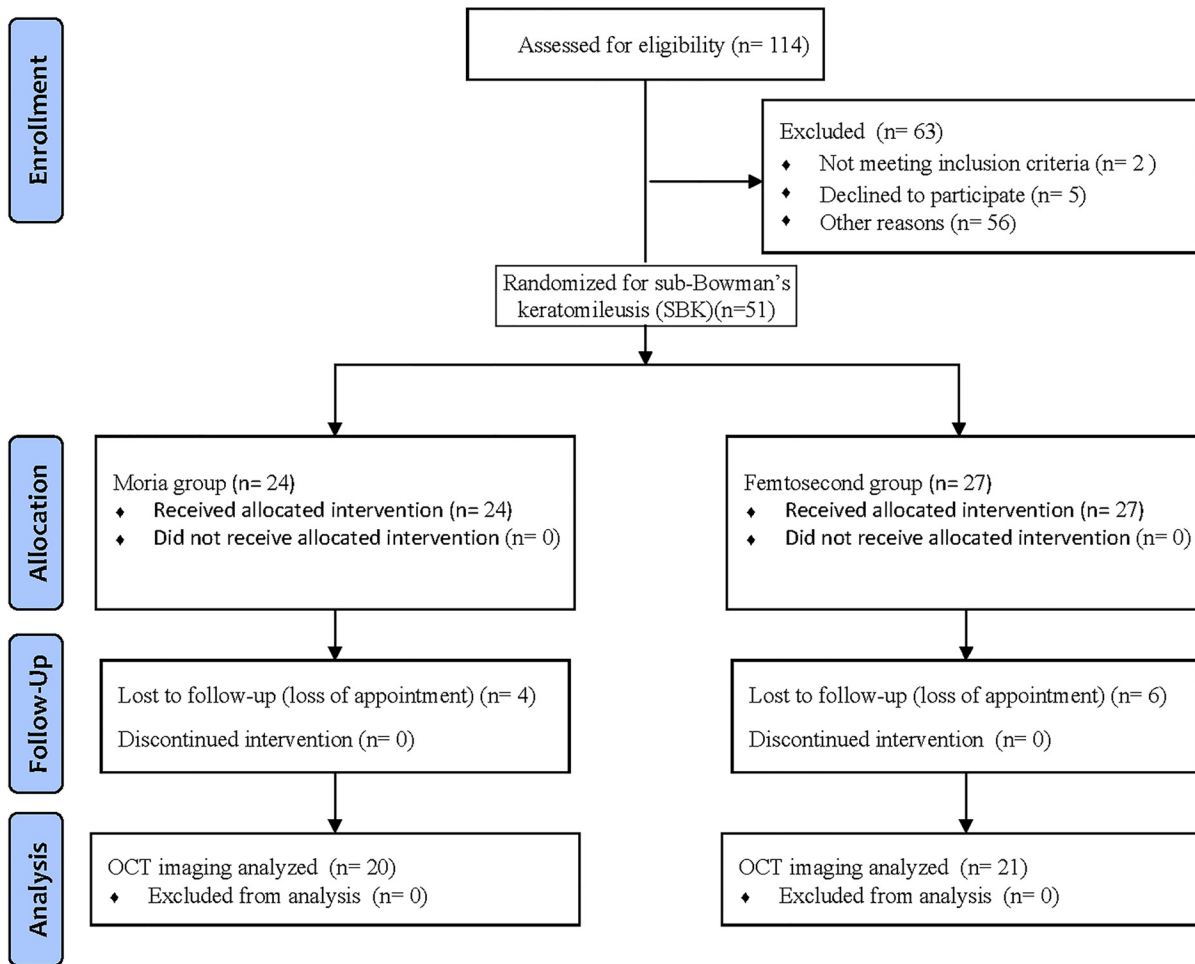 Enrollment
Assessed for eligibility (n= 114)
Excluded (n= 63)
♦ Not meeting inclusion criteria (n= 2 )
♦ Declined to participate (n= 5)
♦ Other reasons (n= 56)
Randomized for sub-Bowman's
keratomileusis (SBK)(n=51)
Allocation
Moria group (n= 24)
♦ Received allocated intervention (n= 24)
♦ Did not receive allocated intervention (n= 0)
Femtosecond group (n= 27)
♦ Received allocated intervention (n= 27)
♦ Did not receive allocated intervention (n= 0)
Follow-Up
Lost to follow-up (loss of appointment) (n= 4)
Discontinued intervention (n= 0)
Lost to follow-up (loss of appointment) (n= 6)
Discontinued intervention (n= 0)
Analysis
OCT imaging analyzed (n= 20)
♦ Excluded from analysis (n= 0)
OCT imaging analyzed (n= 21)
♦ Excluded from analysis (n= 0)